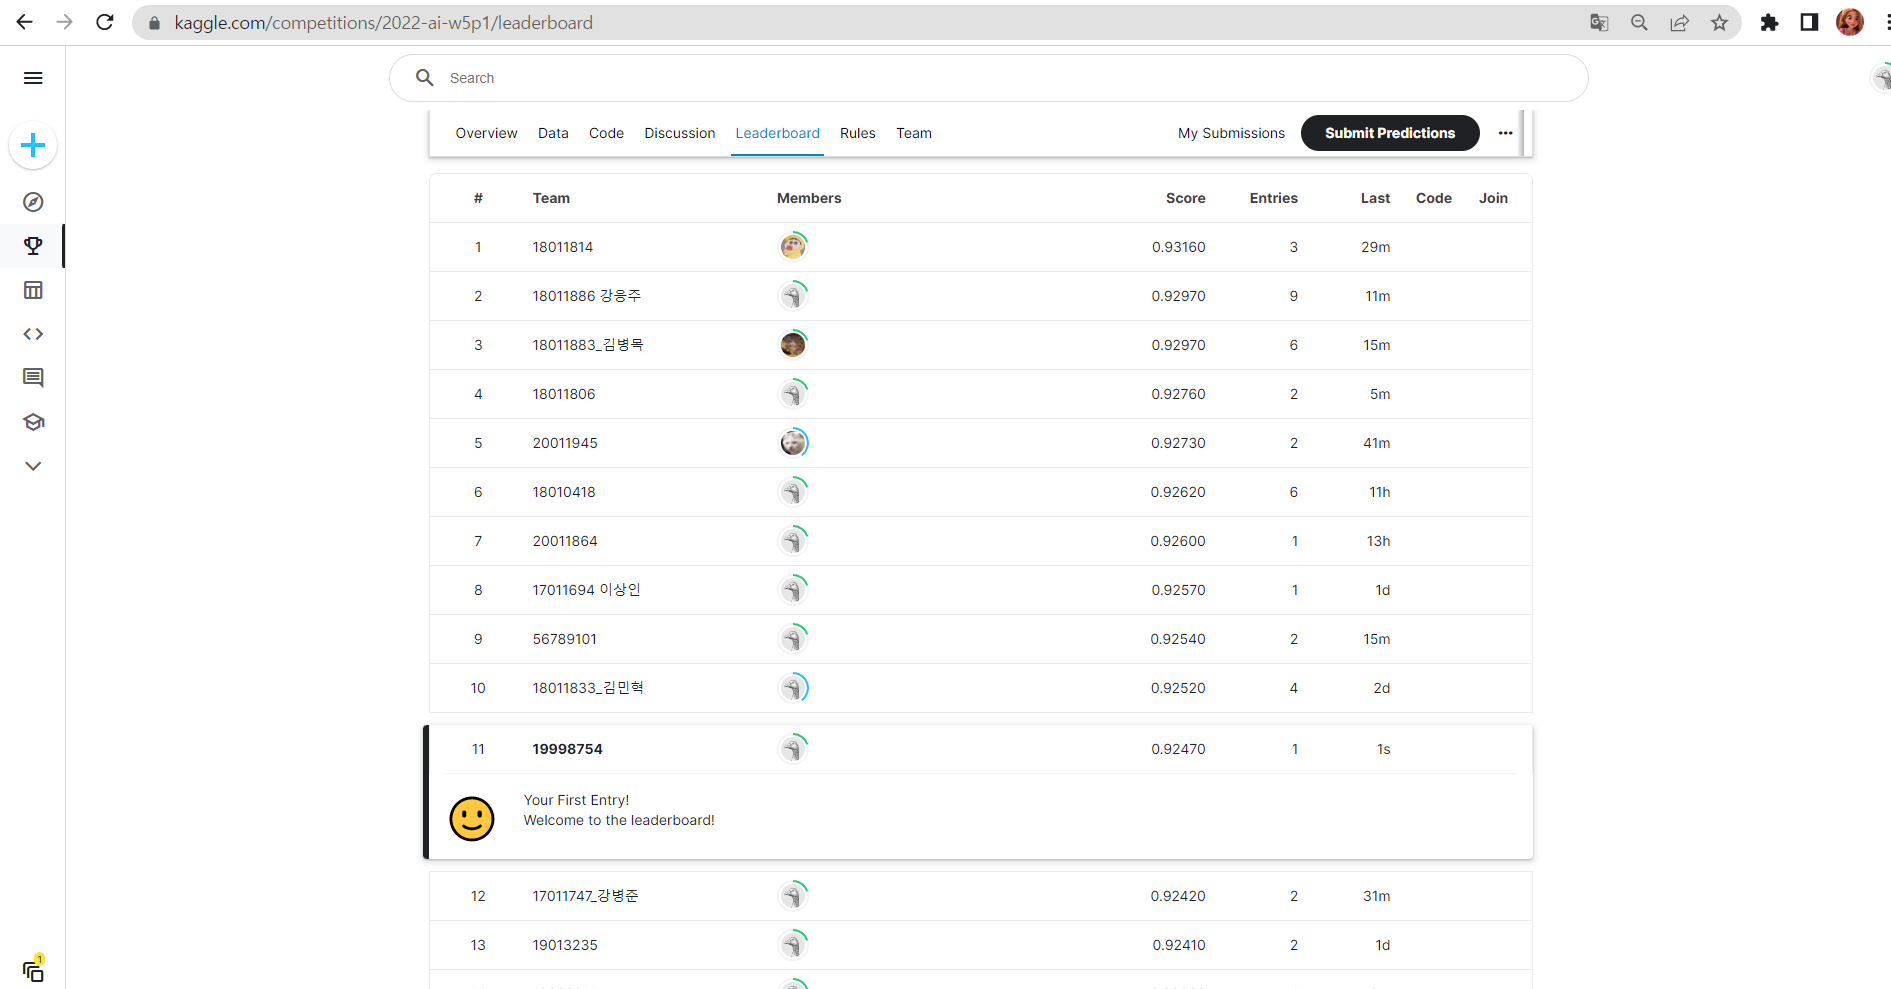 kaggle.com/competitions/2022-ai-w5p1/leaderboard
Search
Overview Data Code Discussion Leaderboard Rules Team My Submissions Submit Predictions
# Team Members Score Entries Last Code Join
1 18011814 0.93160 3 29m
2 18011886 강응주 0.92970 9 11m
3 18011883_김병목 0.92970 6 15m
4 18011806 0.92760 2 5m
5 20011945 0.92730 2 41m
6 18010418 0.92620 6 11h
7 20011864 0.92600 1 13h
8 17011694 이상인 0.92570 1 1d
9 56789101 0.92540 2 15m
10 18011833_김민혁 0.92520 4 2d
11 19998754 0.92470 1 1s
Your First Entry!
Welcome to the leaderboard!
12 17011747_강병준 0.92420 2 31m
13 19013235 0.92410 2 1d
1